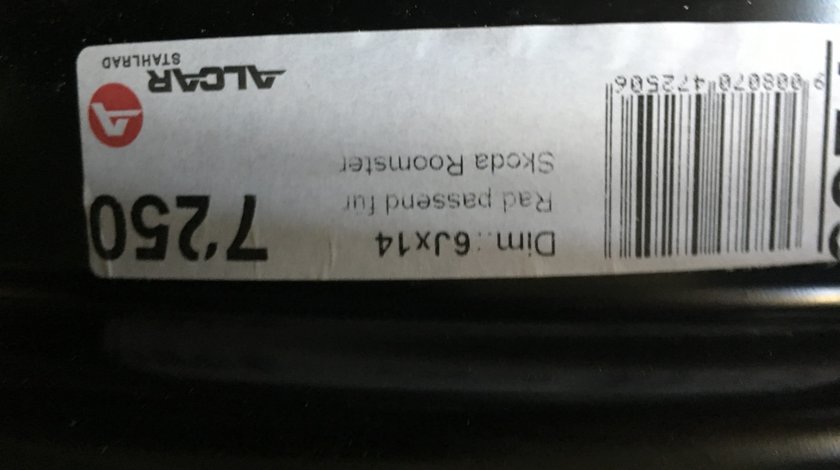 7'250
Dim.: 6Jx14
Rad passend für
Skoda Roomster
9 008070 472506
ALCAR
STAHLRAD